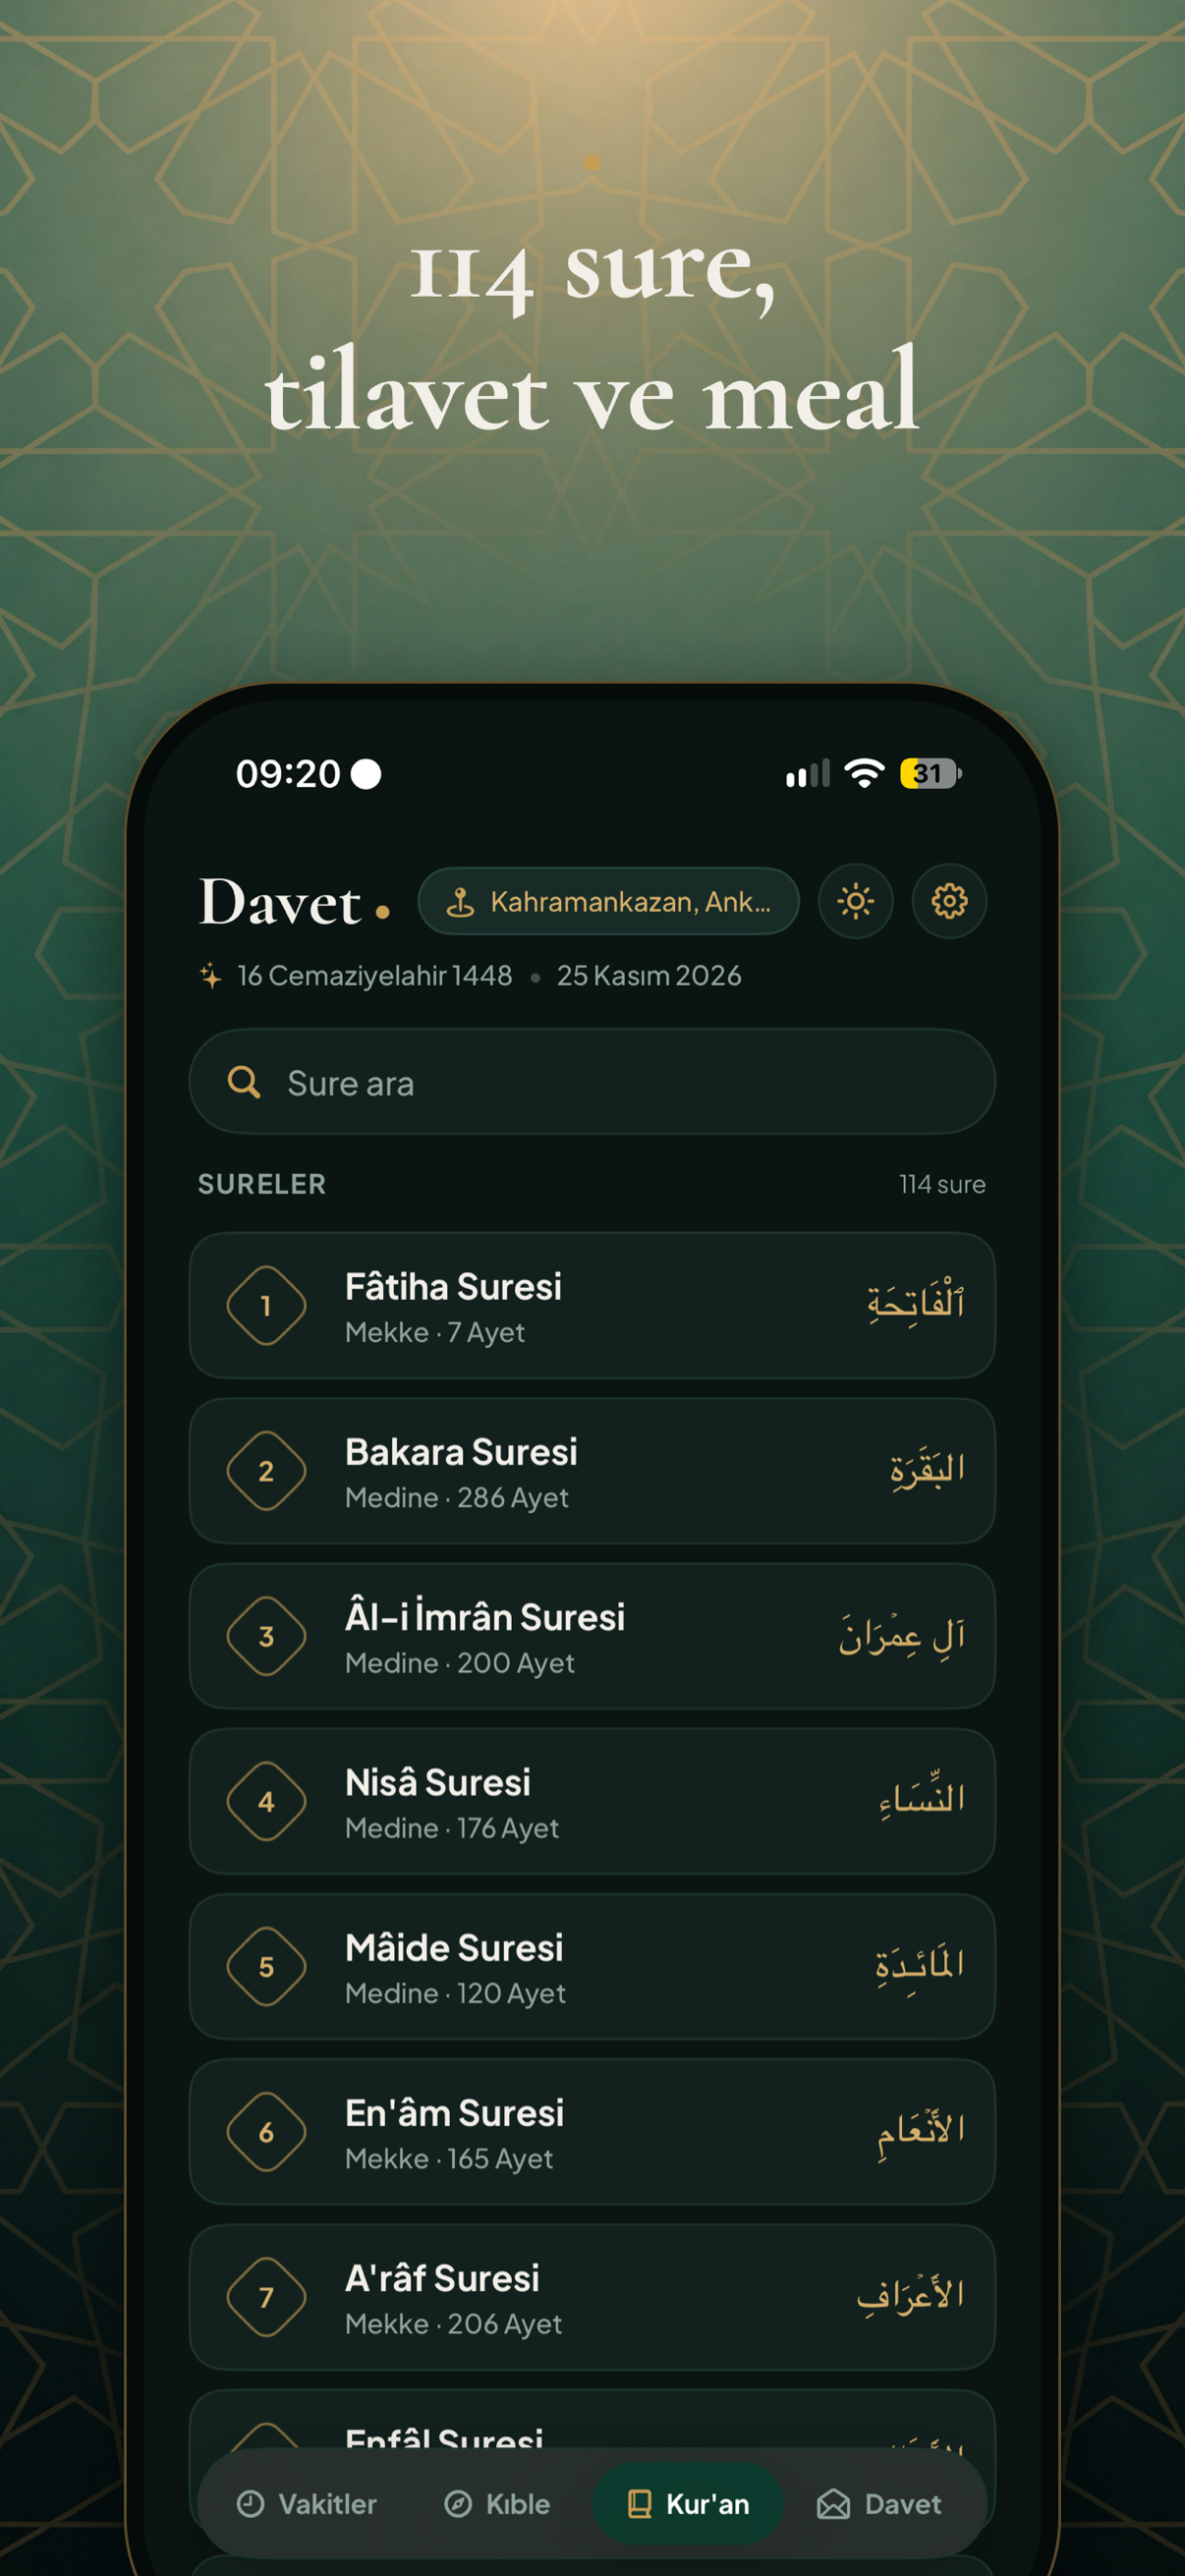 114 sure,
tilavet ve meal
09:20 31
Davet Kahramankazan, Ank...
16 Cemaziyelahir 1448 • 25 Kasım 2026
Sure ara
SURELER 114 sure
1 Fâtiha Suresi ٱلْفَاتِحَةِ
Mekke · 7 Ayet
2 Bakara Suresi البَقَرَةِ
Medine · 286 Ayet
3 Âl-i İmrân Suresi آلِ عِمۡرَانَ
Medine · 200 Ayet
4 Nisâ Suresi النِّسَاءِ
Medine · 176 Ayet
5 Mâide Suresi المَائـِدَةِ
Medine · 120 Ayet
6 En'âm Suresi الأَنۡعَامِ
Mekke · 165 Ayet
7 A'râf Suresi الأَعۡرَافِ
Mekke · 206 Ayet
Enfâl Suresi
Vakitler Kıble Kur'an Davet